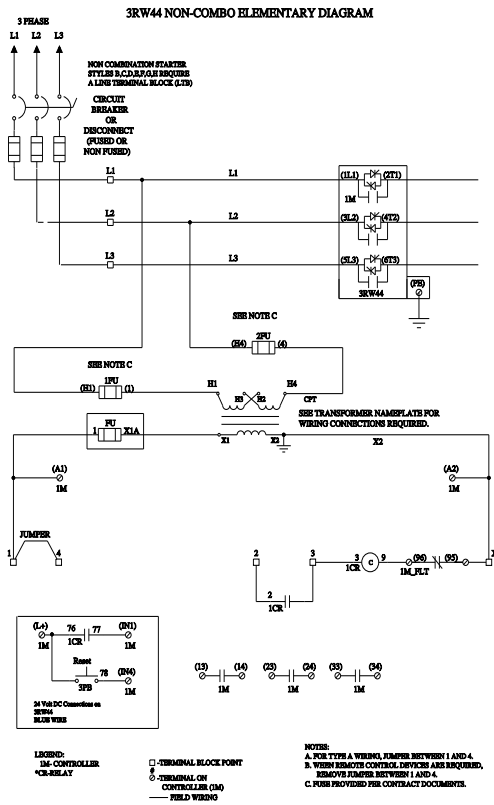 3RW44 NON-COMBO ELEMENTARY DIAGRAM
3 PHASE
L1 L2 L3
NON COMBINATION STARTER
STYLES B,C,D,E,F,G,H REQUIRE
A LINE TERMINAL BLOCK (LTB)
CIRCUIT
BREAKER
OR
DISCONNECT
(FUSED OR
NON FUSED)
L1 L1 (1L1) (2T1)
1M
L2 L2 (3L2) (4T2)
L3 L3 (5L3) (6T3)
3RW44
(PE)
SEE NOTE C
2FU
(H4) (4)
SEE NOTE C
1FU
(H1) (1)
H1 H3 H2 H4
CPT
SEE TRANSFORMER NAMEPLATE FOR
WIRING CONNECTIONS REQUIRED.
FU
1 X1A
X1 X2 X2
(A1) (A2)
1M 1M
JUMPER
1 4 2 3 3 C 9 (96) (95) 2
1CR 1M_FLT
2
1CR
(L+) 76 77 (IN1)
1M 1CR 1M
Reset
78 (IN4)
3PB 1M
24 Volt DC Connections on
3RW44
BLUE WIRE
(13) (14) (23) (24) (33) (34)
1M 1M 1M
LEGEND:
1M- CONTROLLER
*CR-RELAY
-TERMINAL BLOCK POINT
#
-TERMINAL ON
CONTROLLER (1M)
FIELD WIRING
NOTES:
A. FOR TYPE A WIRING, JUMPER BETWEEN 1 AND 4.
B. WHEN REMOTE CONTROL DEVICES ARE REQUIRED,
REMOVE JUMPER BETWEEN 1 AND 4.
C. FUSE PROVIDED PER CONTRACT DOCUMENTS.